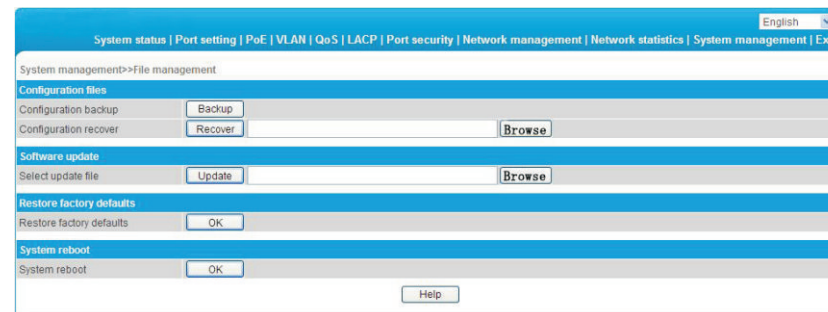 English
System status | Port setting | PoE | VLAN | QoS | LACP | Port security | Network management | Network statistics | System management | Ex
System management>>File management
Configuration files
Configuration backup Backup
Configuration recover Recover Browse
Software update
Select update file Update Browse
Restore factory defaults
Restore factory defaults OK
System reboot
System reboot OK
Help